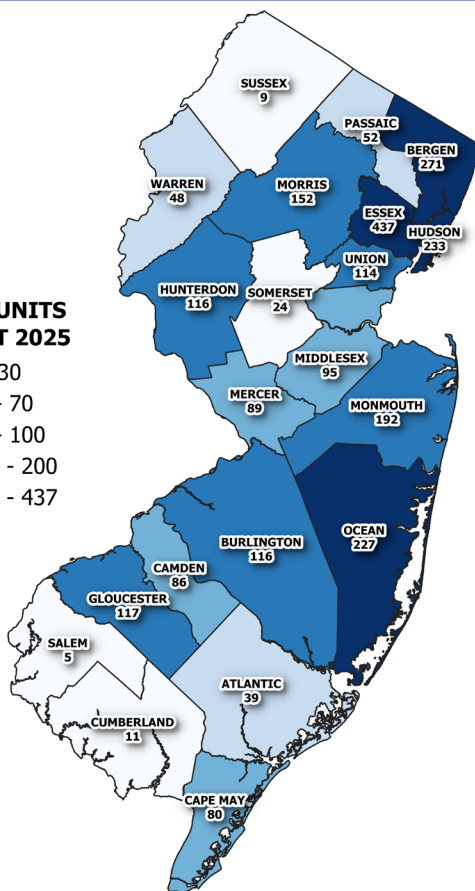 SUSSEX
9
PASSAIC
52
BERGEN
271
WARREN
48
MORRIS
152
ESSEX
437
HUDSON
233
UNION
114
HUNTERDON
116
SOMERSET
24
UNITS
2025
30
- 70
- 100
- 200
- 437
MIDDLESEX
95
MERCER
89
MONMOUTH
192
OCEAN
227
BURLINGTON
116
CAMDEN
86
GLOUCESTER
117
SALEM
5
ATLANTIC
39
CUMBERLAND
11
CAPE MAY
80